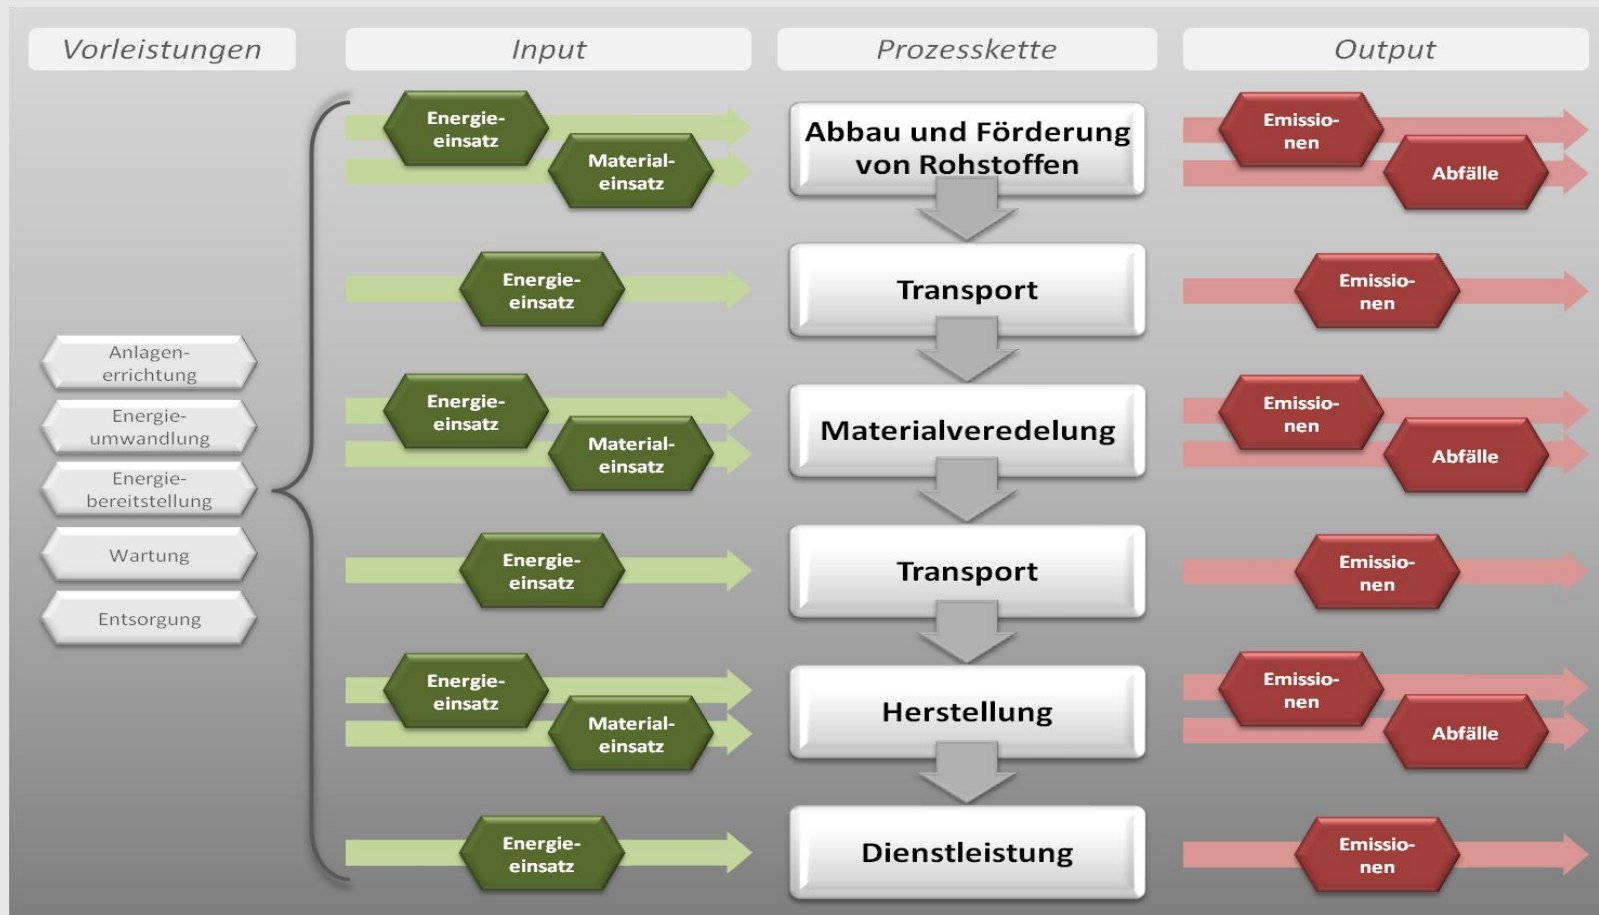 Vorleistungen
Input
Prozesskette
Output
Anlagen-
errichtung
Energie-
umwandlung
Energie-
bereitstellung
Wartung
Entsorgung
Energie-
einsatz
Material-
einsatz
Abbau und Förderung
von Rohstoffen
Emissio-
nen
Abfälle
Energie-
einsatz
Transport
Emissio-
nen
Energie-
einsatz
Material-
einsatz
Materialveredelung
Emissio-
nen
Abfälle
Energie-
einsatz
Transport
Emissio-
nen
Energie-
einsatz
Material-
einsatz
Herstellung
Emissio-
nen
Abfälle
Energie-
einsatz
Dienstleistung
Emissio-
nen